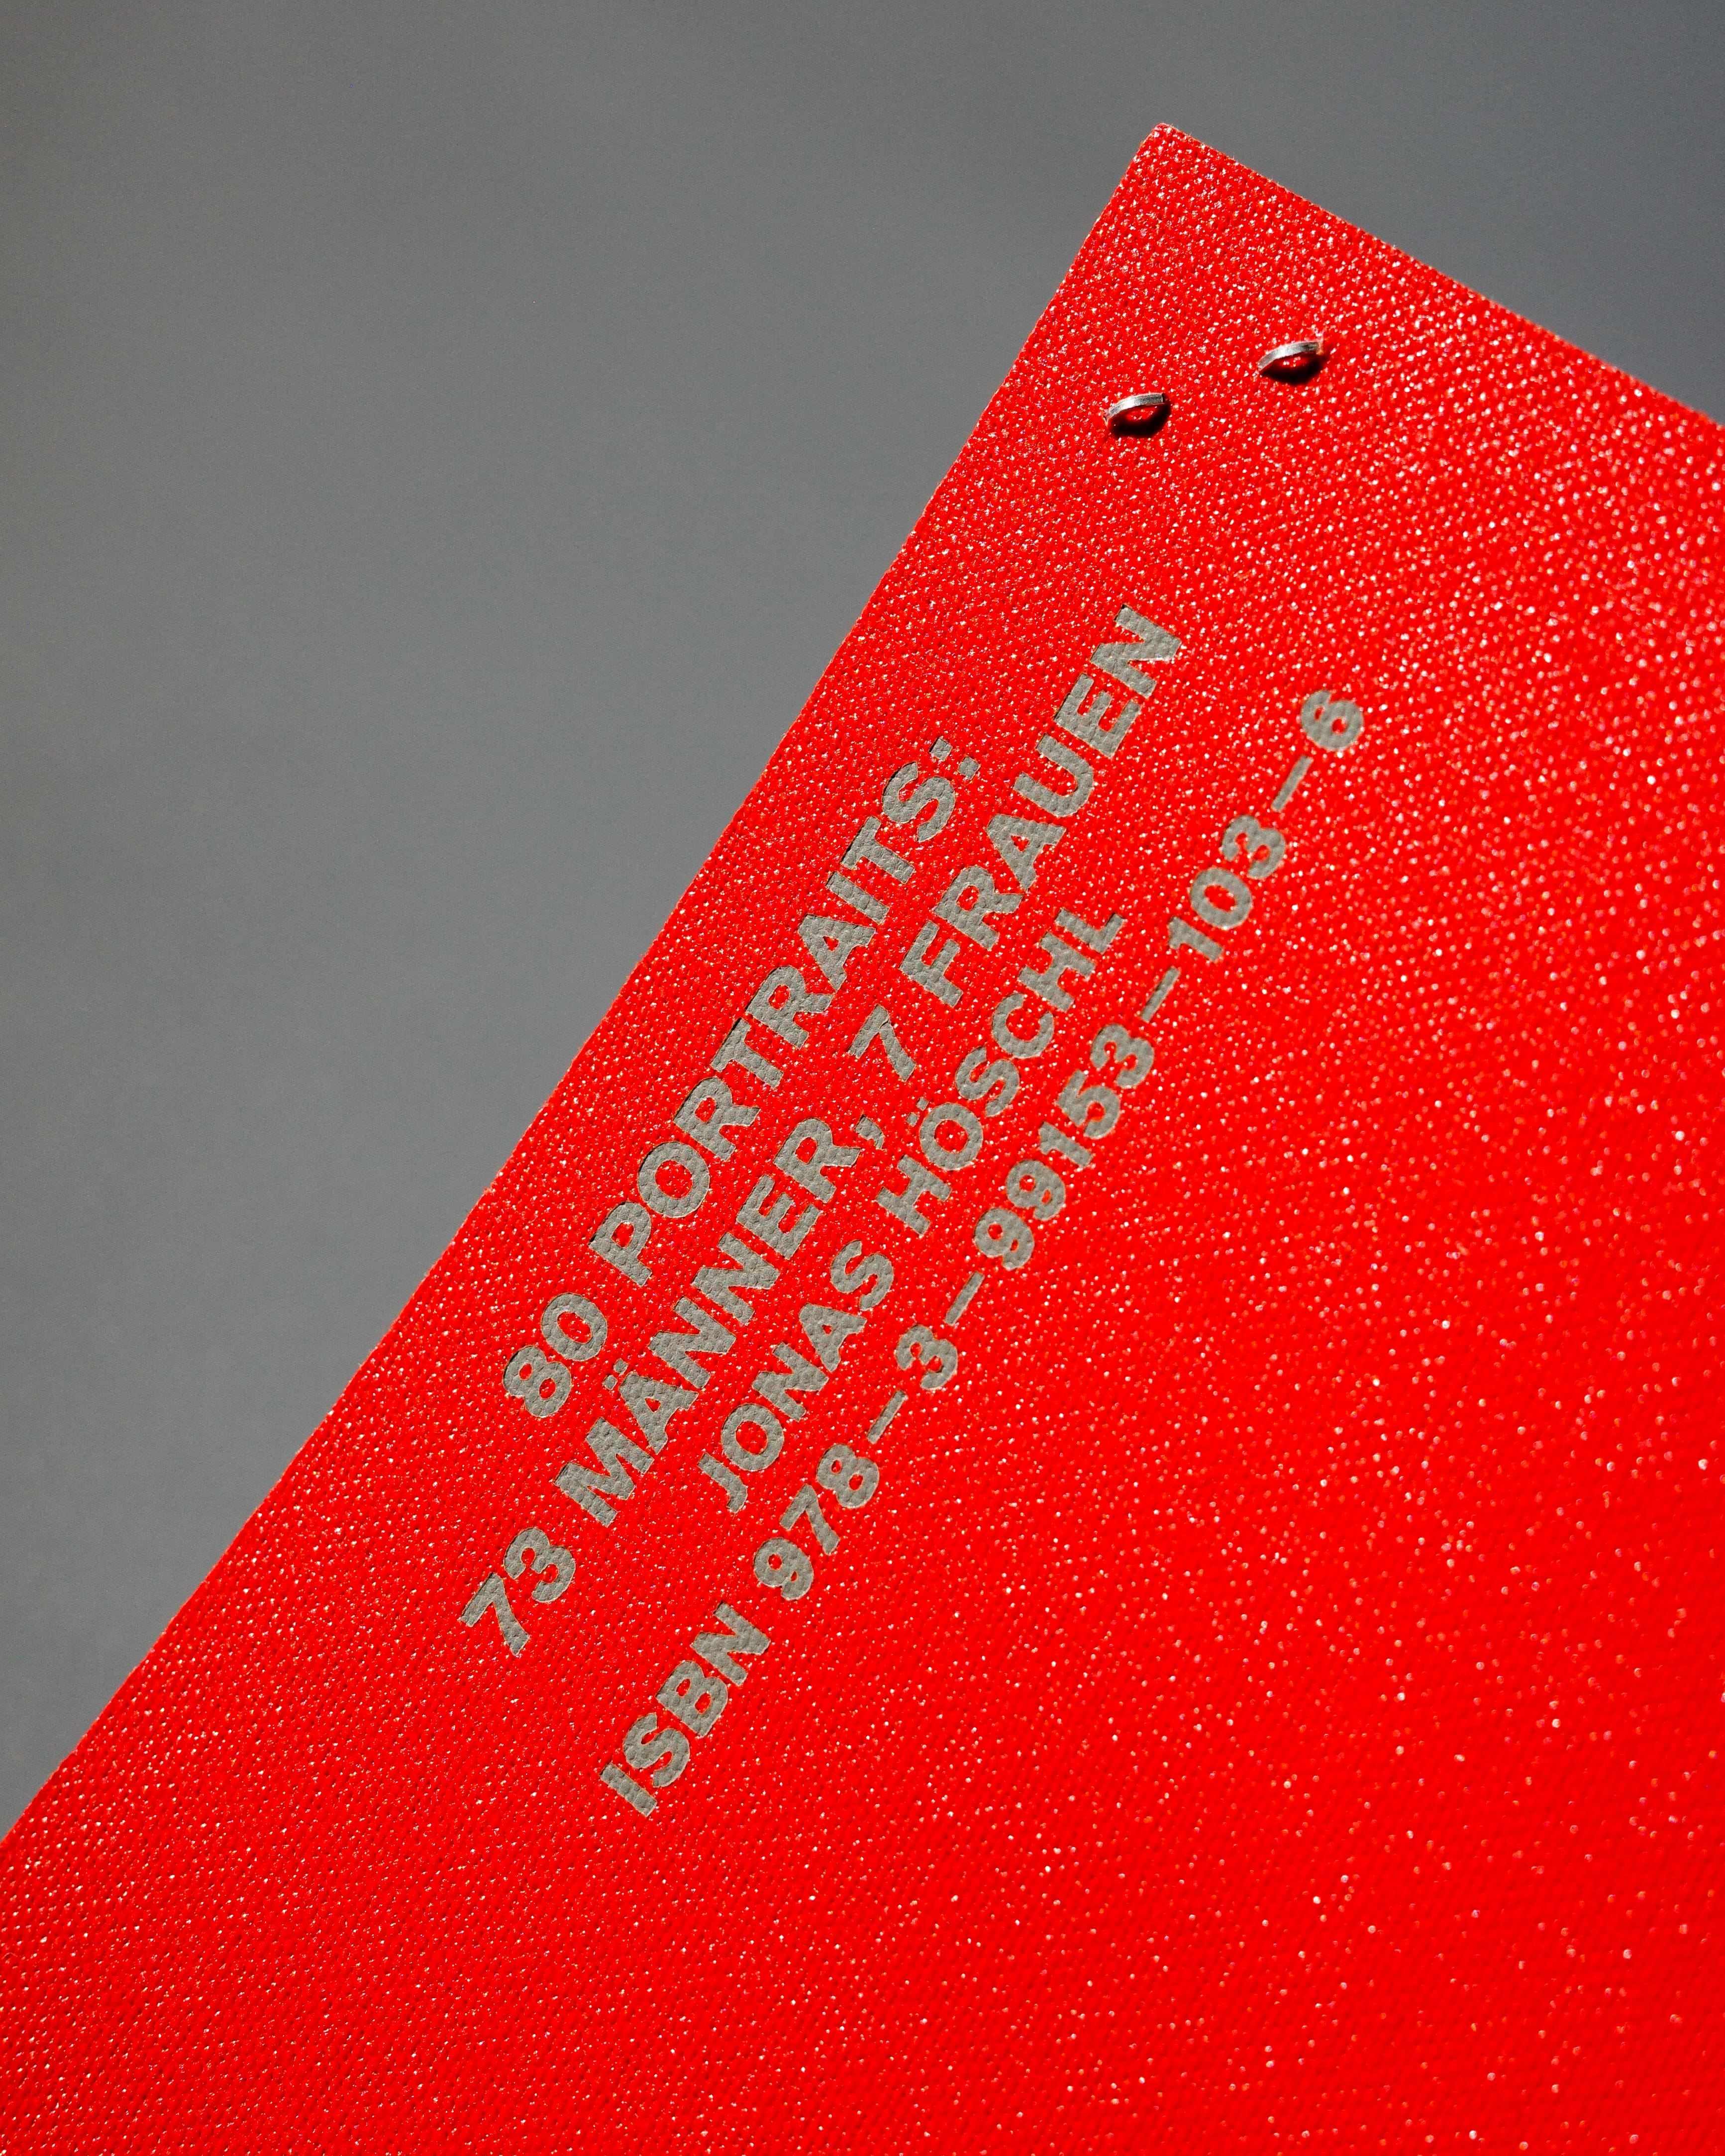 80 PORTRAITS:
73 MÄNNER, 7 FRAUEN
JONAS HÖSCHL
ISBN 978—3—99153—103—6